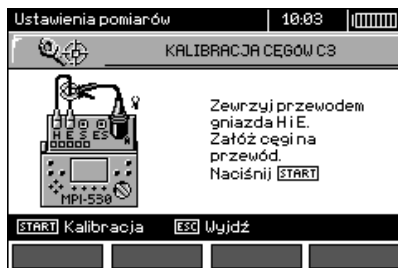 Ustawienia pomiarów 10:03
KALIBRACJA CĘGÓW C3
Zewrzyj przewodem
gniazda H i E.
Załóż cęgi na
przewód.
Naciśnij START
H E S ES
MPI-530
START Kalibracja ESC Wyjdź